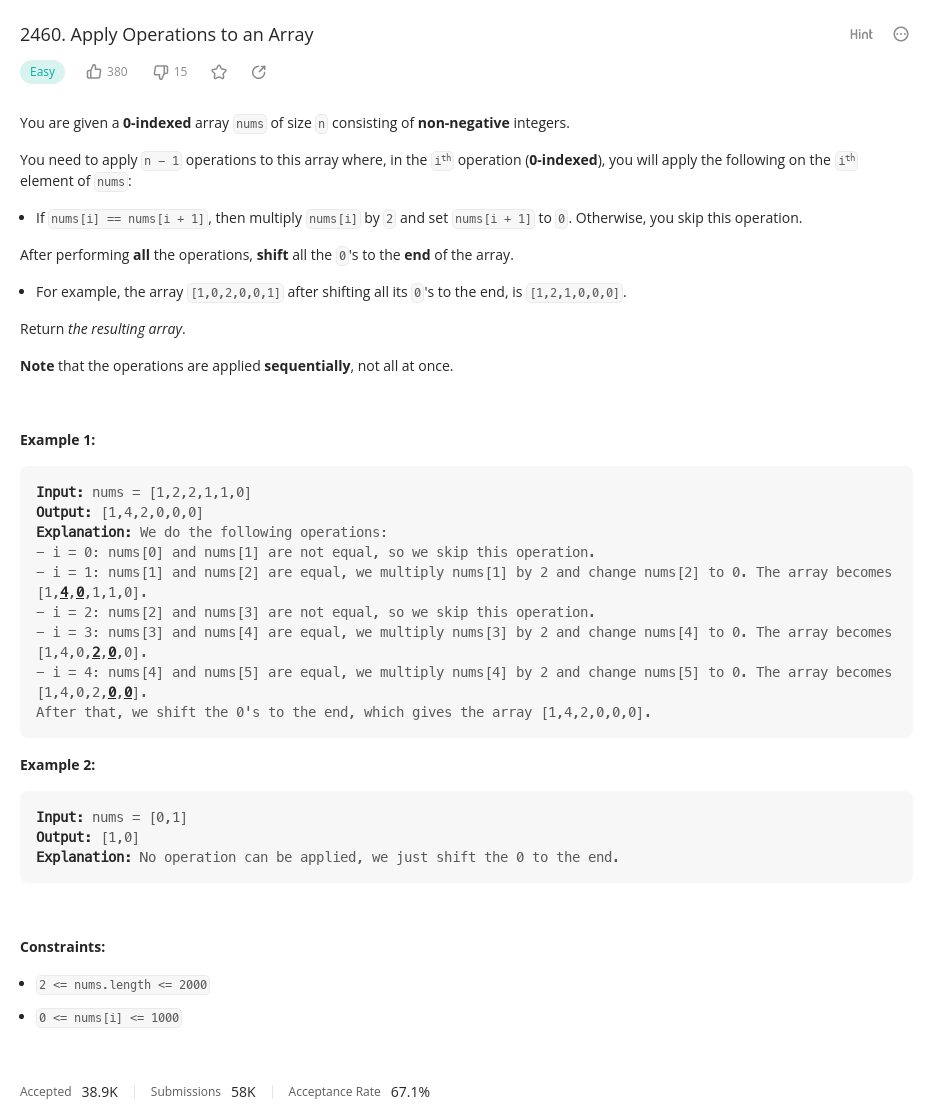 2460. Apply Operations to an Array
Hint
Easy 380 15
You are given a 0-indexed array nums of size n consisting of non-negative integers.
You need to apply n − 1 operations to this array where, in the ith operation (0-indexed), you will apply the following on the ith
element of nums:
• If nums[i] == nums[i + 1], then multiply nums[i] by 2 and set nums[i + 1] to 0. Otherwise, you skip this operation.
After performing all the operations, shift all the 0's to the end of the array.
• For example, the array [1,0,2,0,0,1] after shifting all its 0's to the end, is [1,2,1,0,0,0].
Return the resulting array.
Note that the operations are applied sequentially, not all at once.
Example 1:
Input: nums = [1,2,2,1,1,0]
Output: [1,4,2,0,0,0]
Explanation: We do the following operations:
− i = 0: nums[0] and nums[1] are not equal, so we skip this operation.
− i = 1: nums[1] and nums[2] are equal, we multiply nums[1] by 2 and change nums[2] to 0. The array becomes
[1,4,0,1,1,0].
− i = 2: nums[2] and nums[3] are not equal, so we skip this operation.
− i = 3: nums[3] and nums[4] are equal, we multiply nums[3] by 2 and change nums[4] to 0. The array becomes
[1,4,0,2,0,0].
− i = 4: nums[4] and nums[5] are equal, we multiply nums[4] by 2 and change nums[5] to 0. The array becomes
[1,4,0,2,0,0].
After that, we shift the 0's to the end, which gives the array [1,4,2,0,0,0].
Example 2:
Input: nums = [0,1]
Output: [1,0]
Explanation: No operation can be applied, we just shift the 0 to the end.
Constraints:
• 2 <= nums.length <= 2000
• 0 <= nums[i] <= 1000
Accepted 38.9K Submissions 58K Acceptance Rate 67.1%